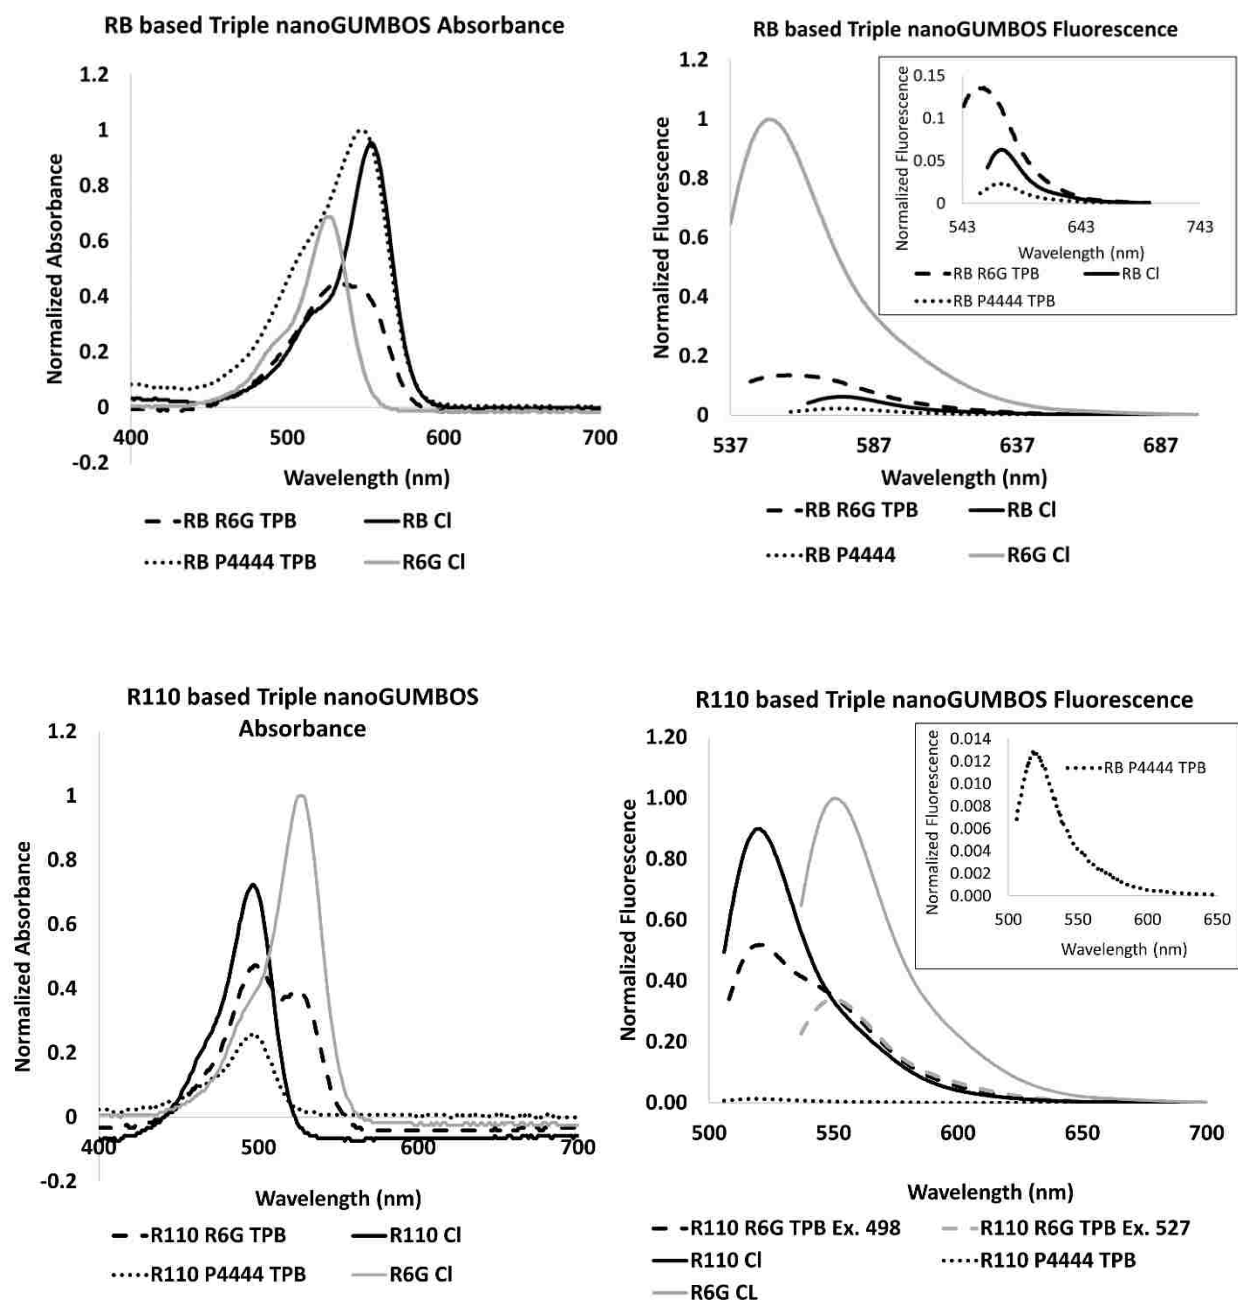 RB based Triple nanoGUMBOS Absorbance
1.2
1
0.8
0.6
0.4
0.2
0
-0.2
400
500
600
700
Normalized Absorbance
Wavelength (nm)
RB R6G TPB
RB Cl
RB P4444 TPB
R6G Cl
RB based Triple nanoGUMBOS Fluorescence
1.2
1
0.8
0.6
0.4
0.2
0
537
587
637
687
Normalized Fluorescence
Wavelength (nm)
0.15
0.1
0.05
0
543
643
743
Normalized Fluorescence
Wavelength (nm)
RB R6G TPB
RB Cl
RB P4444 TPB
RB R6G TPB
RB Cl
RB P4444
R6G Cl
R110 based Triple nanoGUMBOS
Absorbance
1.2
1
0.8
0.6
0.4
0.2
0
-0.2
400
500
600
700
Normalized Absorbance
Wavelength (nm)
R110 R6G TPB
R110 Cl
R110 P4444 TPB
R6G Cl
R110 based Triple nanoGUMBOS Fluorescence
1.20
1.00
0.80
0.60
0.40
0.20
0.00
500
550
600
650
700
Normalized Fluorescence
Wavelength (nm)
0.014
0.012
0.010
0.008
0.006
0.004
0.002
0.000
500
550
600
650
Normalized Fluorescence
Wavelength (nm)
RB P4444 TPB
R110 R6G TPB Ex. 498
R110 R6G TPB Ex. 527
R110 Cl
R110 P4444 TPB
R6G CL